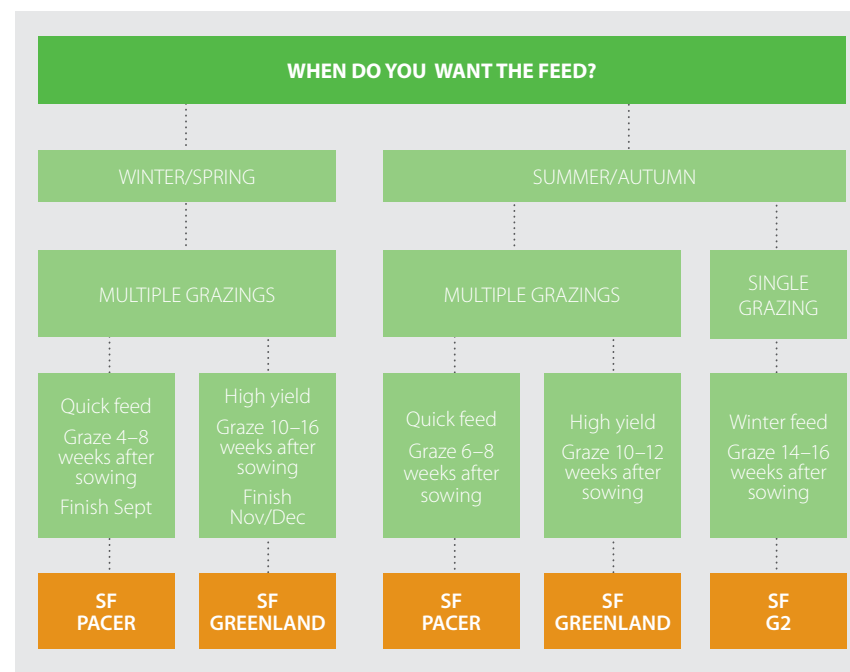 WHEN DO YOU WANT THE FEED?
WINTER/SPRING
SUMMER/AUTUMN
MULTIPLE GRAZINGS
MULTIPLE GRAZINGS
SINGLE
GRAZING
Quick feed
Graze 4–8
weeks after
sowing
Finish Sept
High yield
Graze 10–16
weeks after
sowing
Finish
Nov/Dec
Quick feed
Graze 6–8
weeks after
sowing
High yield
Graze 10–12
weeks after
sowing
Winter feed
Graze 14–16
weeks after
sowing
SF
PACER
SF
GREENLAND
SF
PACER
SF
GREENLAND
SF
G2